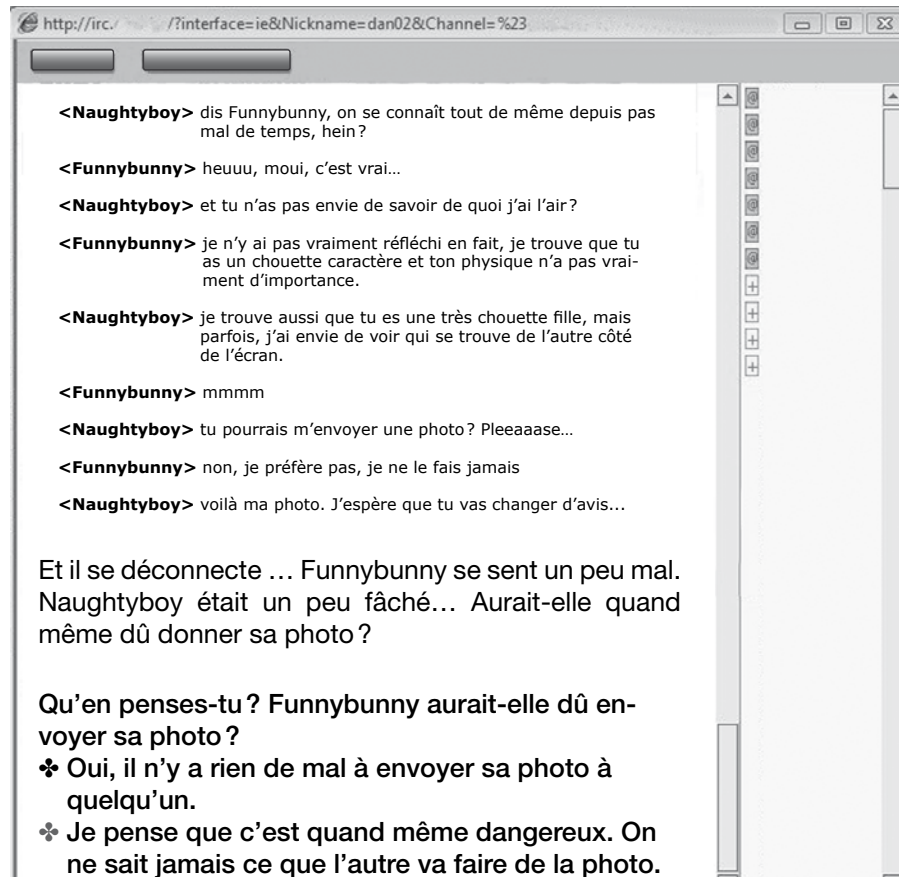 http://irc. /?interface=ie&Nickname=dan02&Channel=%23
<Naughtyboy> dis Funnybunny, on se connaît tout de même depuis pas
mal de temps, hein ?
<Funnybunny> heuuu, moui, c'est vrai…
<Naughtyboy> et tu n'as pas envie de savoir de quoi j'ai l'air ?
<Funnybunny> je n'y ai pas vraiment réfléchi en fait, je trouve que tu
as un chouette caractère et ton physique n'a pas vrai-
ment d'importance.
<Naughtyboy> je trouve aussi que tu es une très chouette fille, mais
parfois, j'ai envie de voir qui se trouve de l'autre côté
de l'écran.
<Funnybunny> mmmm
<Naughtyboy> tu pourrais m'envoyer une photo ? Pleeaaase…
<Funnybunny> non, je préfère pas, je ne le fais jamais
<Naughtyboy> voilà ma photo. J'espère que tu vas changer d'avis...
Et il se déconnecte … Funnybunny se sent un peu mal.
Naughtyboy était un peu fâché… Aurait-elle quand
même dû donner sa photo ?
Qu'en penses-tu ? Funnybunny aurait-elle dû en-
voyer sa photo ?
✤ Oui, il n'y a rien de mal à envoyer sa photo à
quelqu'un.
✤ Je pense que c'est quand même dangereux. On
ne sait jamais ce que l'autre va faire de la photo.